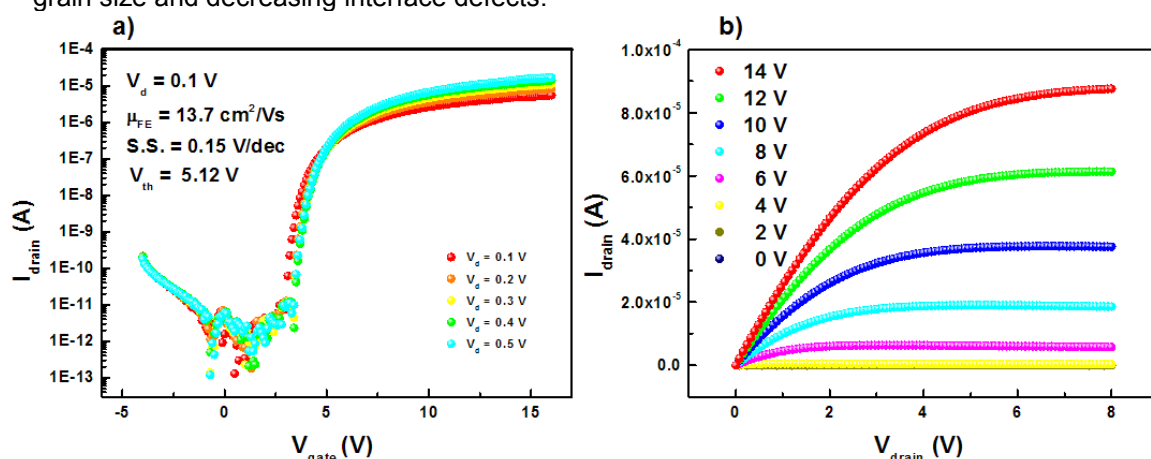 grain size and decreasing interface defects.
a)
1E-4
1E-5
1E-6
1E-7
1E-8
1E-9
1E-10
1E-11
1E-12
1E-13
I_drain (A)
V_d = 0.1 V
μ_FE = 13.7 cm²/Vs
S.S. = 0.15 V/dec
V_th = 5.12 V
V_d = 0.1 V
V_d = 0.2 V
V_d = 0.3 V
V_d = 0.4 V
V_d = 0.5 V
-5 0 5 10 15
V_gate (V)
b)
1.0x10⁻⁴
8.0x10⁻⁵
6.0x10⁻⁵
4.0x10⁻⁵
2.0x10⁻⁵
0.0
I_drain (A)
14 V
12 V
10 V
8 V
6 V
4 V
2 V
0 V
0 2 4 6 8
V_drain (V)